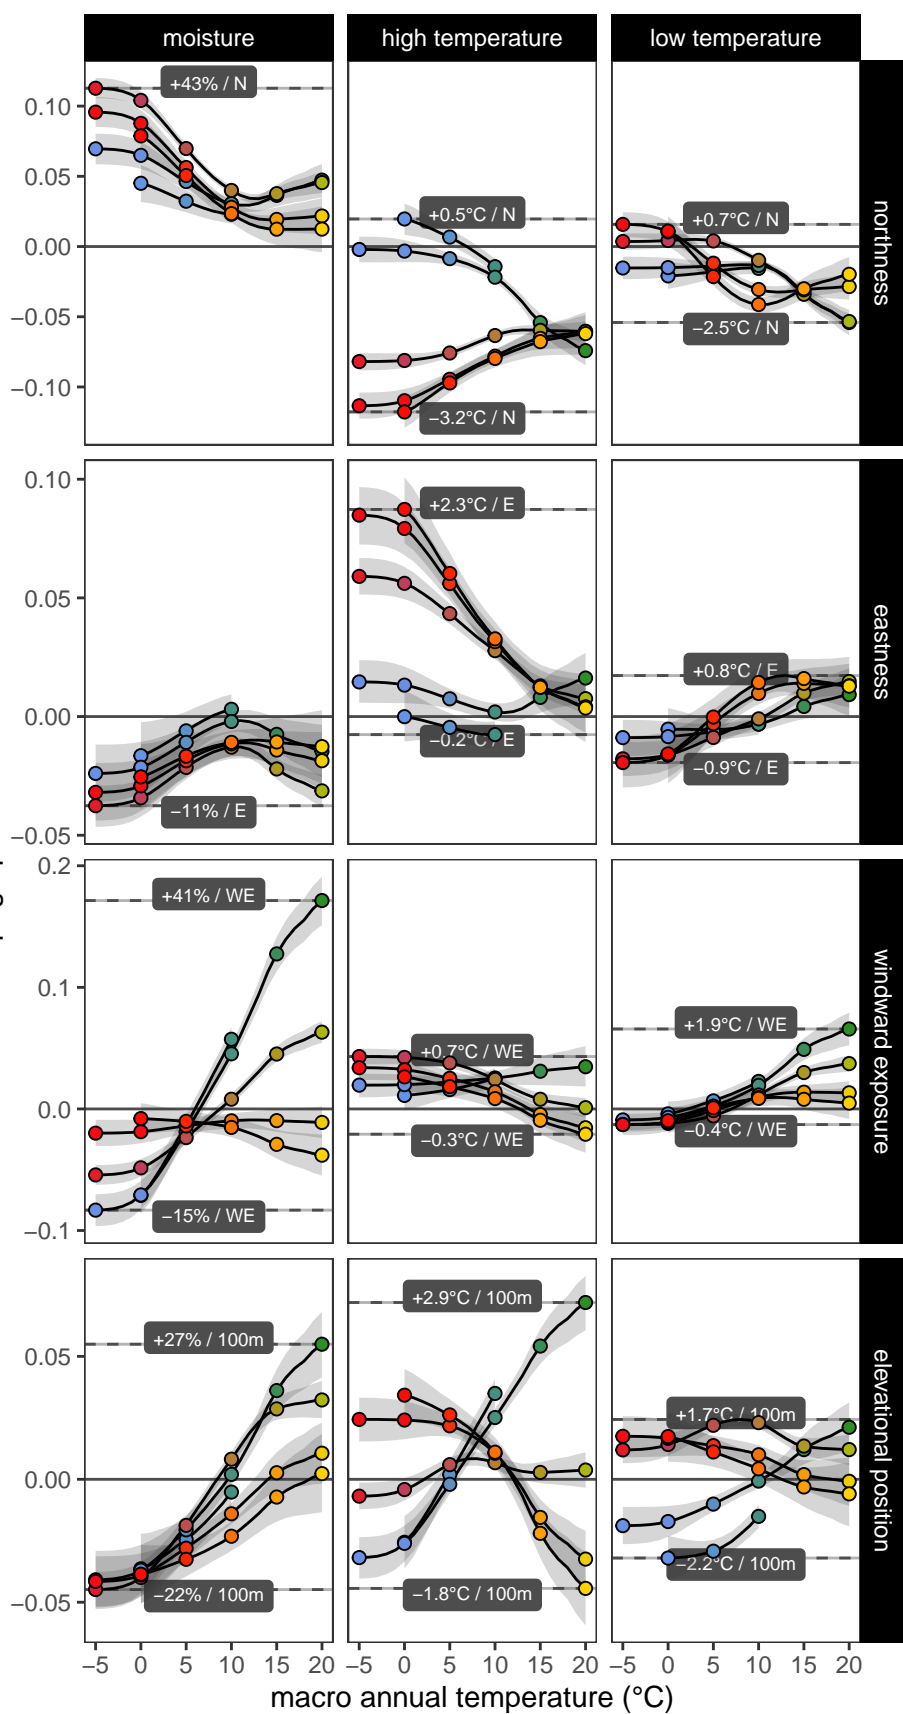 moisture
high temperature
low temperature
northness
0.10
0.05
0.00
−0.05
−0.10
+43% / N
+0.5°C / N
−3.2°C / N
+0.7°C / N
−2.5°C / N
eastness
0.10
0.05
0.00
−0.05
−11% / E
+2.3°C / E
−0.2°C / E
+0.8°C / E
−0.9°C / E
windward exposure
0.2
0.1
0.0
−0.1
+41% / WE
−15% / WE
+0.7°C / WE
−0.3°C / WE
+1.9°C / WE
−0.4°C / WE
elevational position
0.05
0.00
−0.05
+27% / 100m
−22% / 100m
+2.9°C / 100m
−1.8°C / 100m
+1.7°C / 100m
−2.2°C / 100m
−5 0 5 10 15 20
−5 0 5 10 15 20
−5 0 5 10 15 20
macro annual temperature (°C)